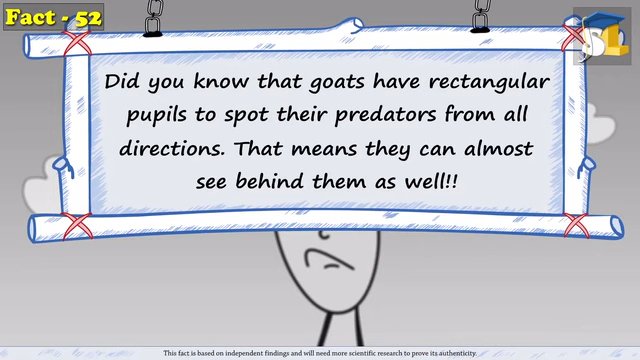 Fact - 52
SL
Did you know that goats have rectangular
pupils to spot their predators from all
directions. That means they can almost
see behind them as well!!
This fact is based on independent findings and will need more scientific research to prove its authenticity.